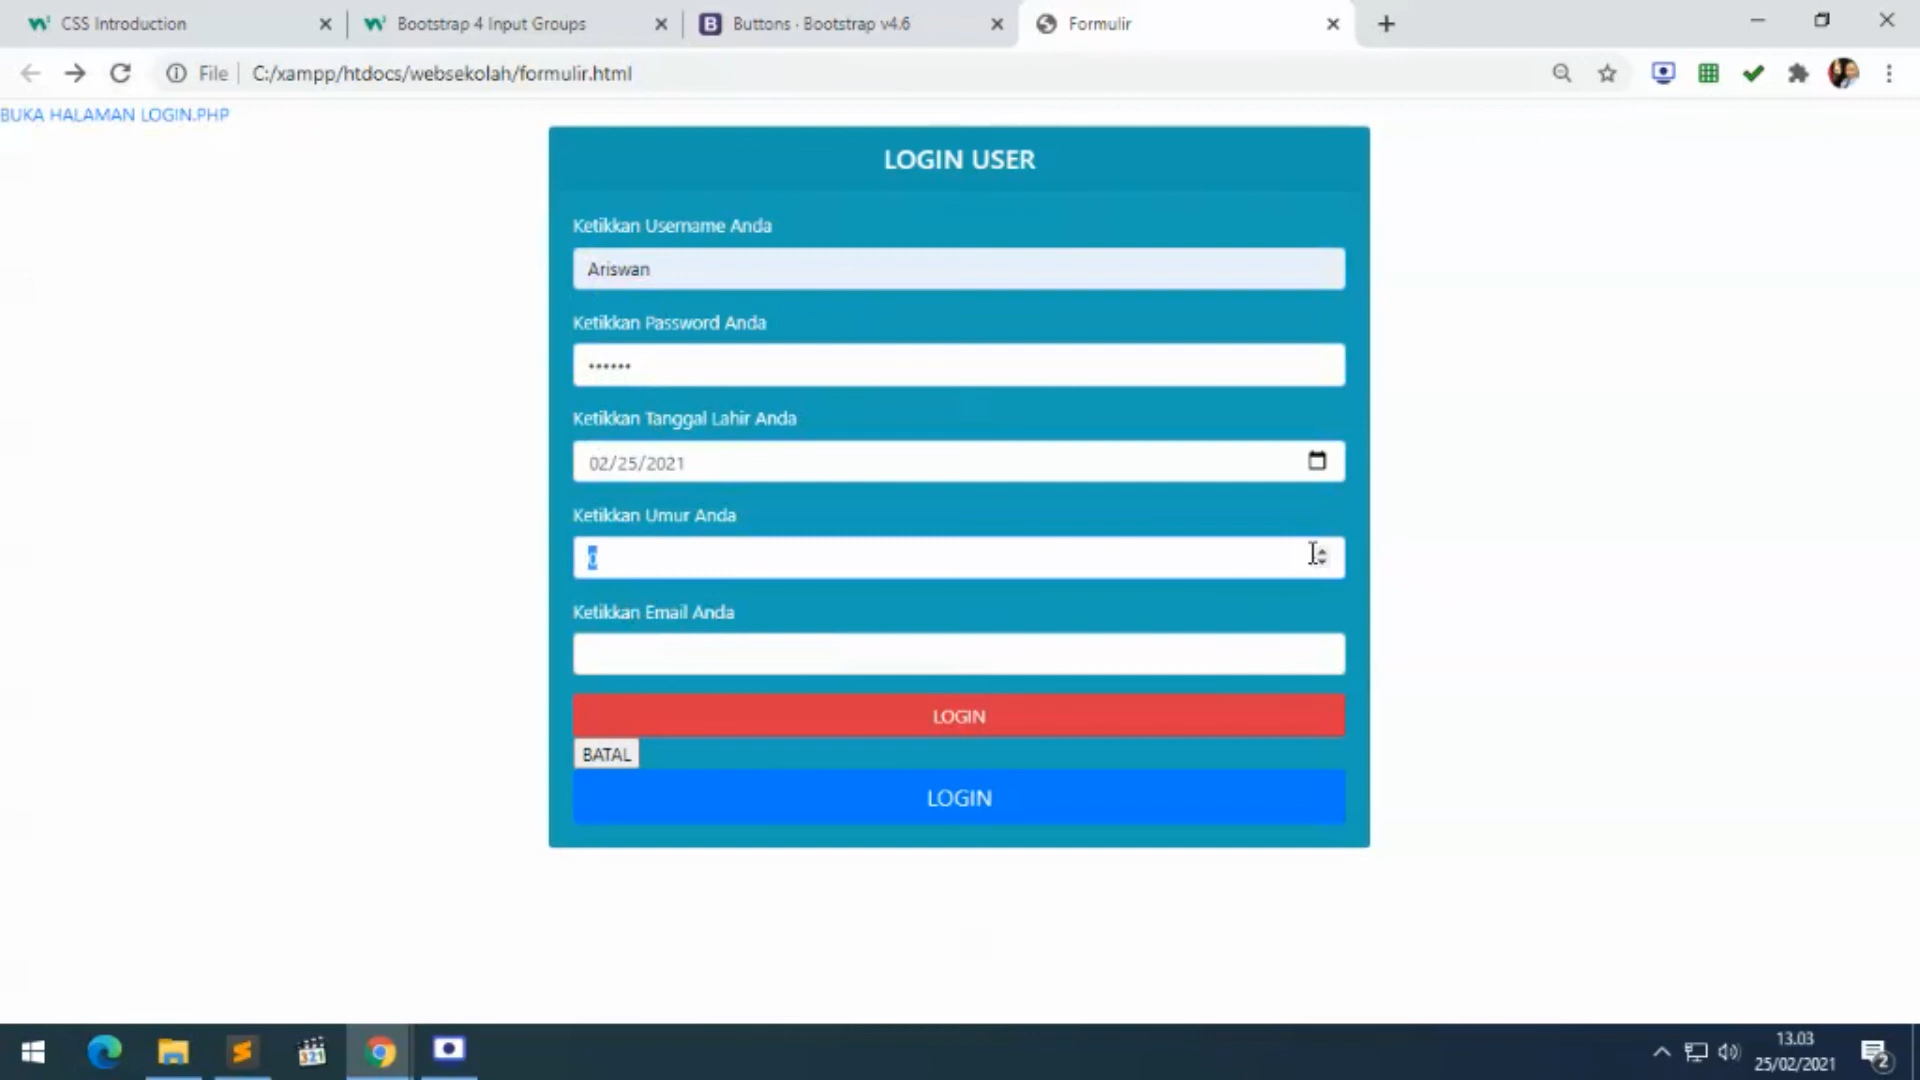 CSS Introduction
Bootstrap 4 Input Groups
B Buttons · Bootstrap v4.6
Formulir
File
C:/xampp/htdocs/websekolah/formulir.html
BUKA HALAMAN LOGIN.PHP
LOGIN USER
Ketikkan Username Anda
Ariswan
Ketikkan Password Anda
••••••
Ketikkan Tanggal Lahir Anda
02/25/2021
Ketikkan Umur Anda
Ketikkan Email Anda
LOGIN
BATAL
LOGIN
321
13.03
25/02/2021
2